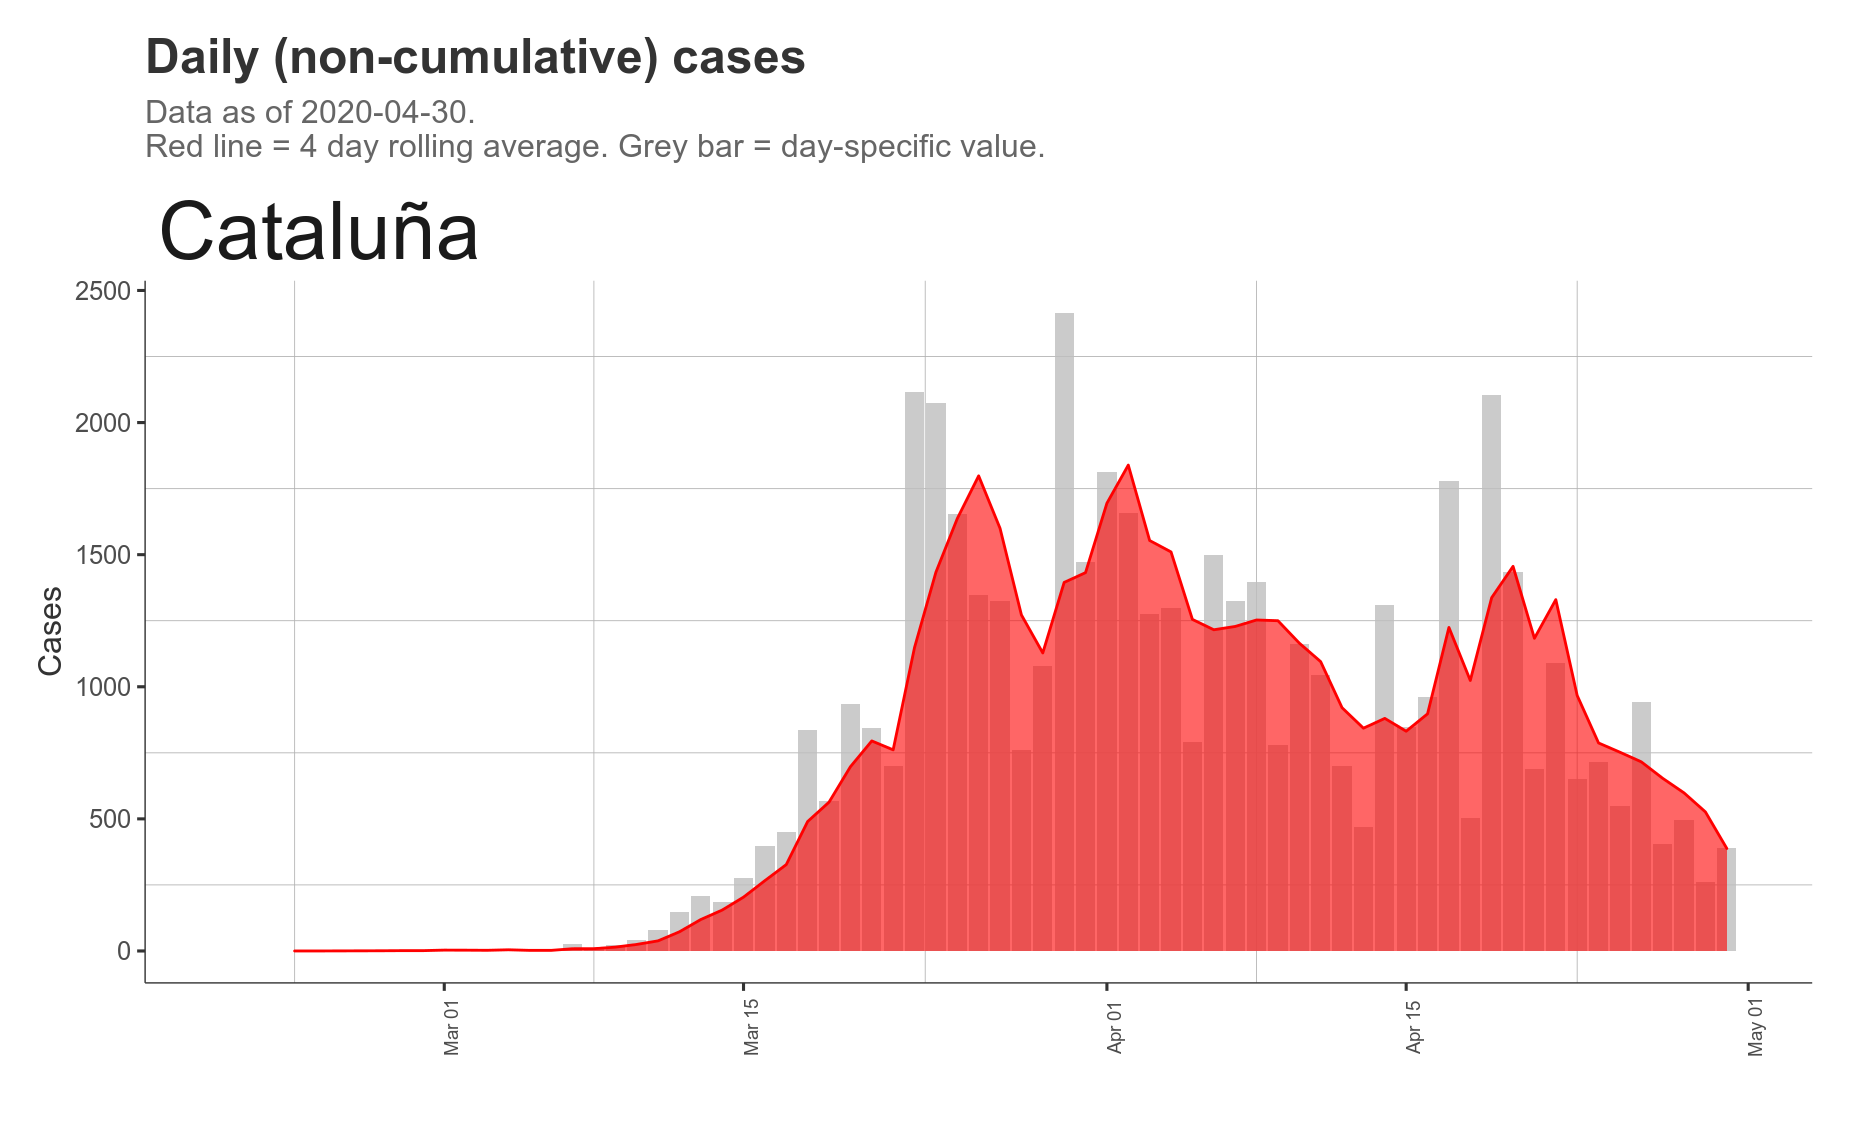 Daily (non-cumulative) cases
Data as of 2020-04-30.
Red line = 4 day rolling average. Grey bar = day-specific value.
Cataluña
2500
2000
1500
1000
500
0
Cases
Mar 01
Mar 15
Apr 01
Apr 15
May 01